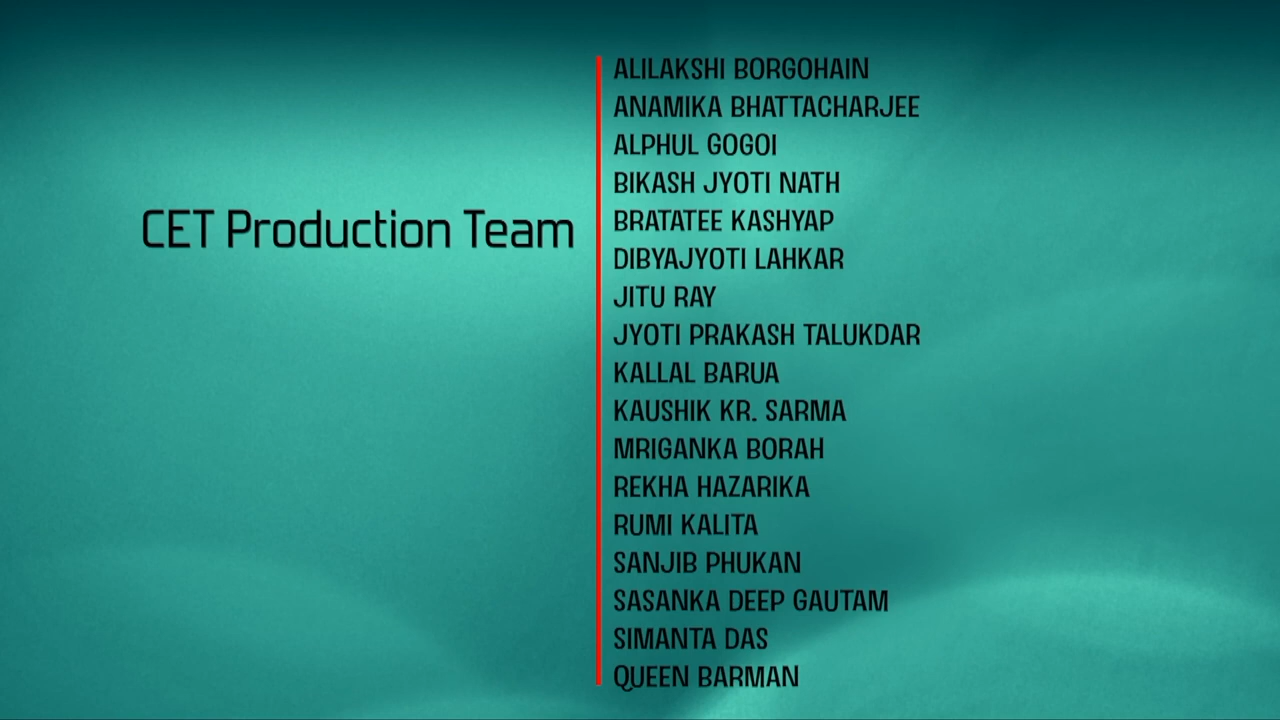 CET Production Team
ALILAKSHI BORGOHAIN
ANAMIKA BHATTACHARJEE
ALPHUL GOGOI
BIKASH JYOTI NATH
BRATATEE KASHYAP
DIBYAJYOTI LAHKAR
JITU RAY
JYOTI PRAKASH TALUKDAR
KALLAL BARUA
KAUSHIK KR. SARMA
MRIGANKA BORAH
REKHA HAZARIKA
RUMI KALITA
SANJIB PHUKAN
SASANKA DEEP GAUTAM
SIMANTA DAS
QUEEN BARMAN